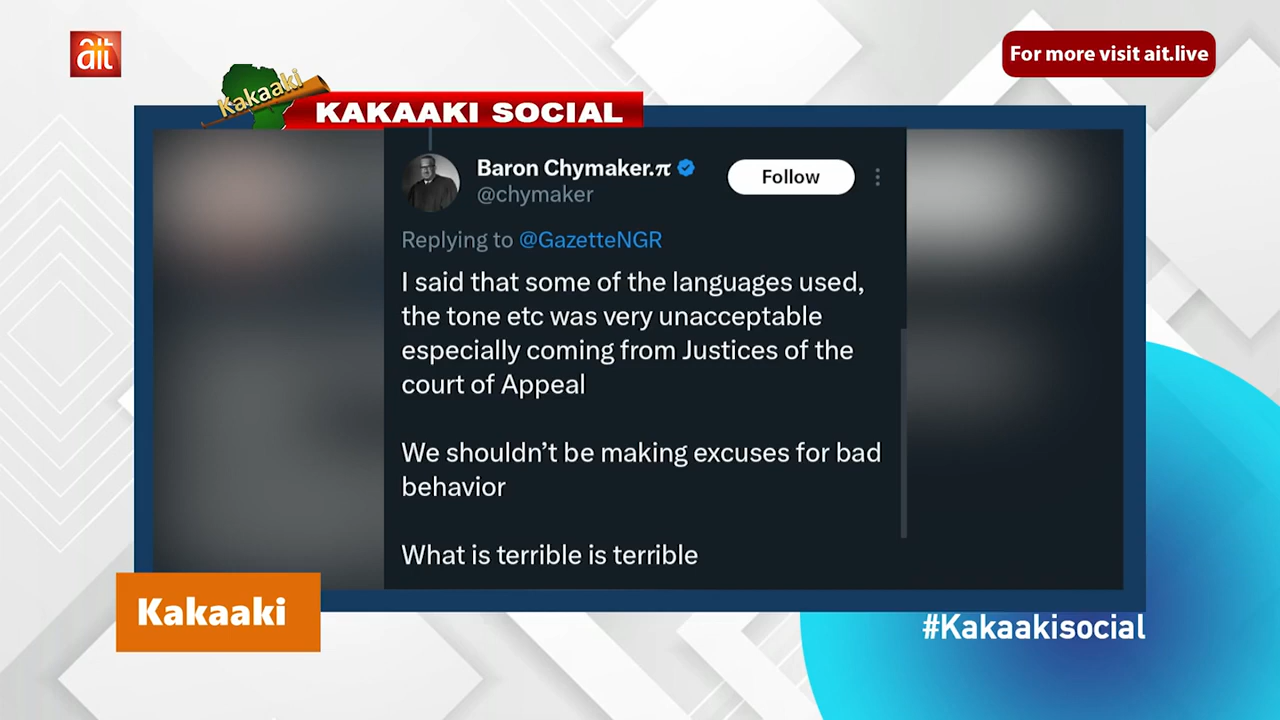 ait
For more visit ait.live
Kakaaki
KAKAAKI SOCIAL
Baron Chymaker.π
Follow
@chymaker
Replying to @GazetteNGR
I said that some of the languages used,
the tone etc was very unacceptable
especially coming from Justices of the
court of Appeal
We shouldn’t be making excuses for bad
behavior
What is terrible is terrible
Kakaaki
#Kakaakisocial